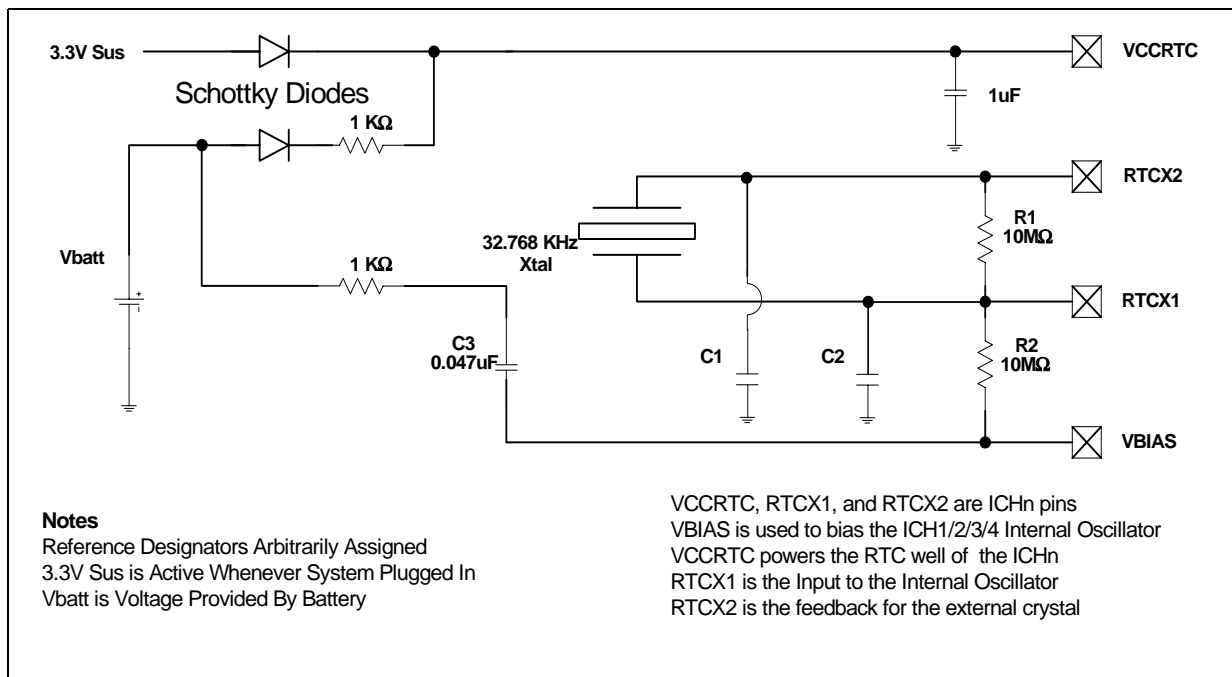 3.3V Sus
VCCRTC
Schottky Diodes
1uF
1 KΩ
RTCX2
R1
10MΩ
32.768 KHz
Xtal
Vbatt
1 KΩ
+
-
RTCX1
C3
0.047uF
C1
C2
R2
10MΩ
VBIAS
Notes
Reference Designators Arbitrarily Assigned
3.3V Sus is Active Whenever System Plugged In
Vbatt is Voltage Provided By Battery
VCCRTC, RTCX1, and RTCX2 are ICHn pins
VBIAS is used to bias the ICH1/2/3/4 Internal Oscillator
VCCRTC powers the RTC well of the ICHn
RTCX1 is the Input to the Internal Oscillator
RTCX2 is the feedback for the external crystal